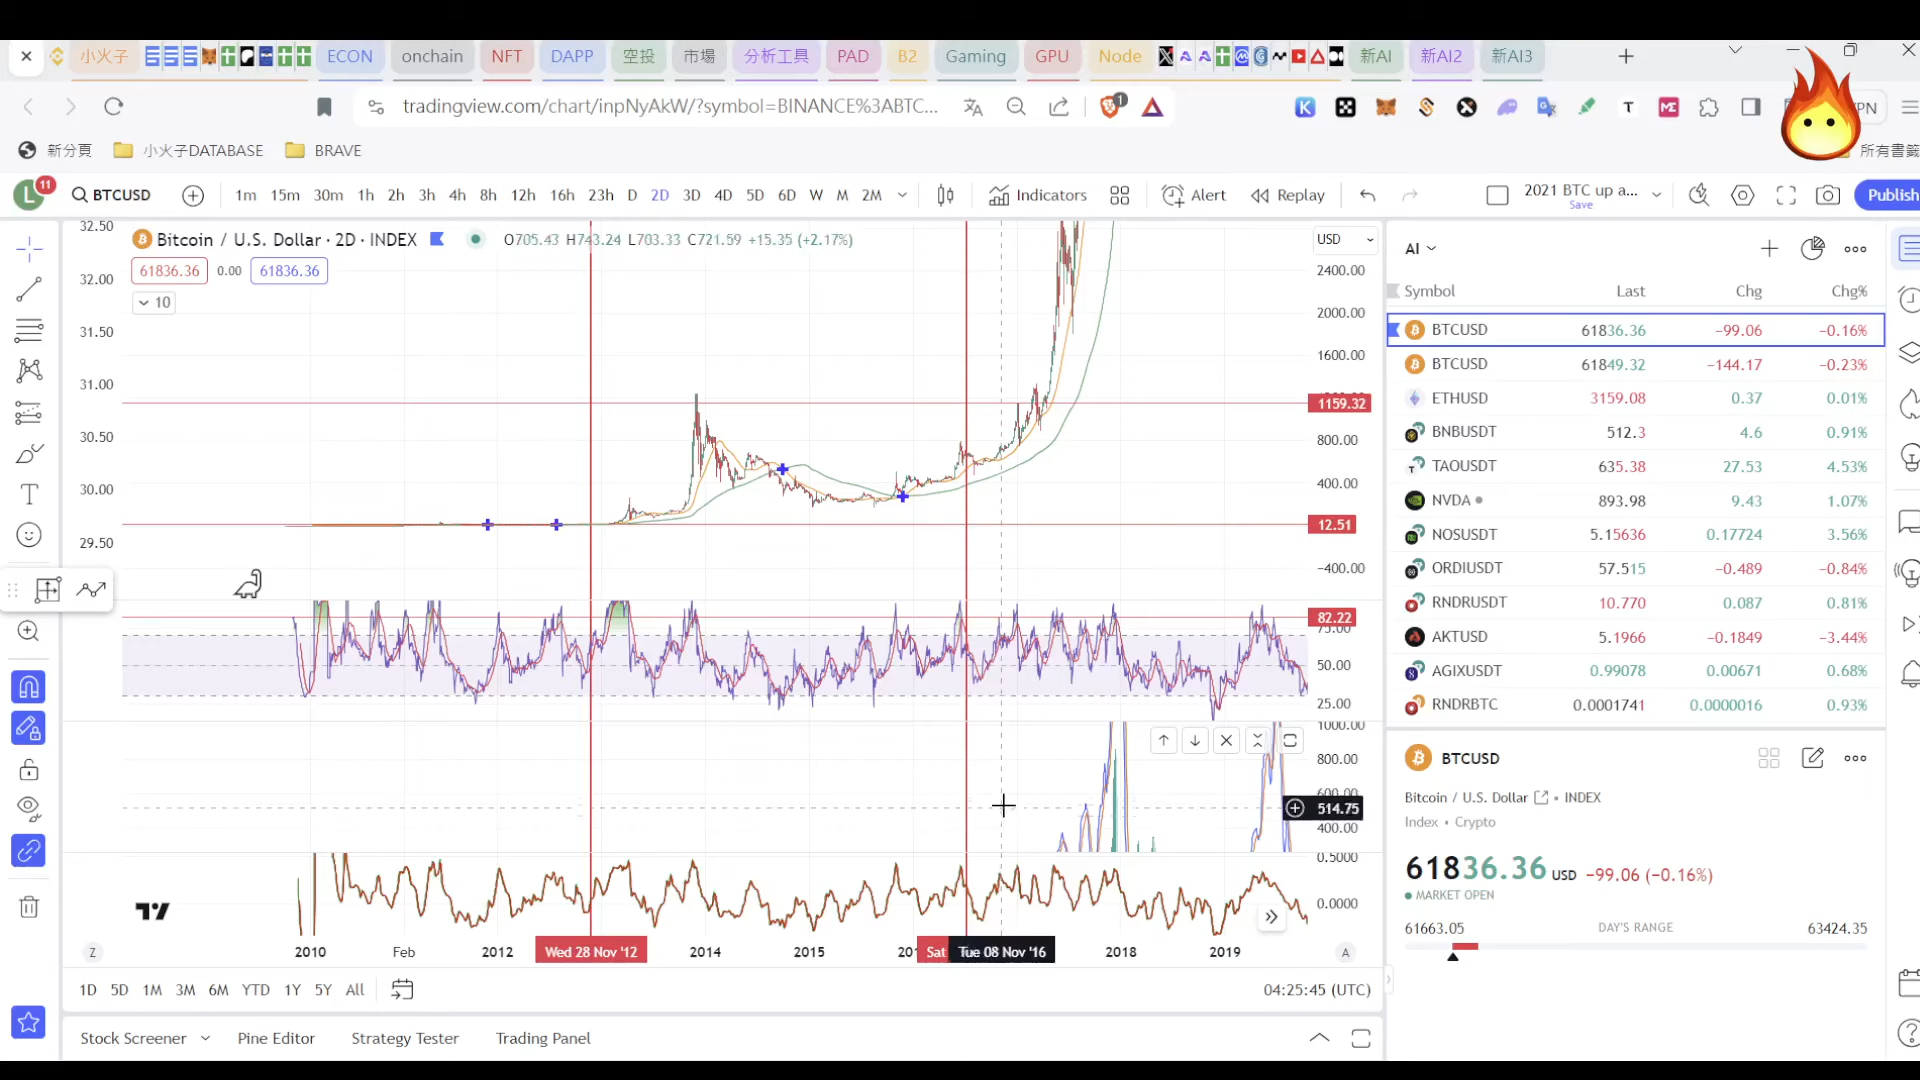 小火子 ECON onchain NFT DAPP 空投 市場 分析工具 PAD B2 Gaming GPU Node 新AI 新AI2 新AI3
tradingview.com/chart/inpNyAkW/?symbol=BINANCE%3ABTC... 1 PN
新分頁 小火子DATABASE BRAVE 所有書籤
L 11 BTCUSD 1m 15m 30m 1h 2h 3h 4h 8h 12h 16h 23h D 2D 3D 4D 5D 6D W M 2M Indicators Alert Replay 2021 BTC up a... Save Publish
Bitcoin / U.S. Dollar · 2D · INDEX O705.43 H743.24 L703.33 C721.59 +15.35 (+2.17%) USD
61836.36 0.00 61836.36
10
32.50
32.00
31.50
31.00
30.50
30.00
29.50
2400.00
2000.00
1600.00
1159.32
800.00
400.00
12.51
−400.00
82.22
75.00
50.00
25.00
1000.00
800.00
600.00
514.75
400.00
0.5000
0.0000
Z 2010 Feb 2012 Wed 28 Nov '12 2014 2015 201 Sat Tue 08 Nov '16 2018 2019 A
1D 5D 1M 3M 6M YTD 1Y 5Y All 04:25:45 (UTC)
Stock Screener Pine Editor Strategy Tester Trading Panel
AI
Symbol Last Chg Chg%
BTCUSD 61836.36 −99.06 −0.16%
BTCUSD 61849.32 −144.17 −0.23%
ETHUSD 3159.08 0.37 0.01%
BNBUSDT 512.3 4.6 0.91%
TAOUSDT 635.38 27.53 4.53%
NVDA 893.98 9.43 1.07%
NOSUSDT 5.15636 0.17724 3.56%
ORDIUSDT 57.515 −0.489 −0.84%
RNDRUSDT 10.770 0.087 0.81%
AKTUSD 5.1966 −0.1849 −3.44%
AGIXUSDT 0.99078 0.00671 0.68%
RNDRBTC 0.0001741 0.0000016 0.93%
BTCUSD
Bitcoin / U.S. Dollar • INDEX
Index • Crypto
61836.36 USD −99.06 (−0.16%)
MARKET OPEN
61663.05 DAY'S RANGE 63424.35